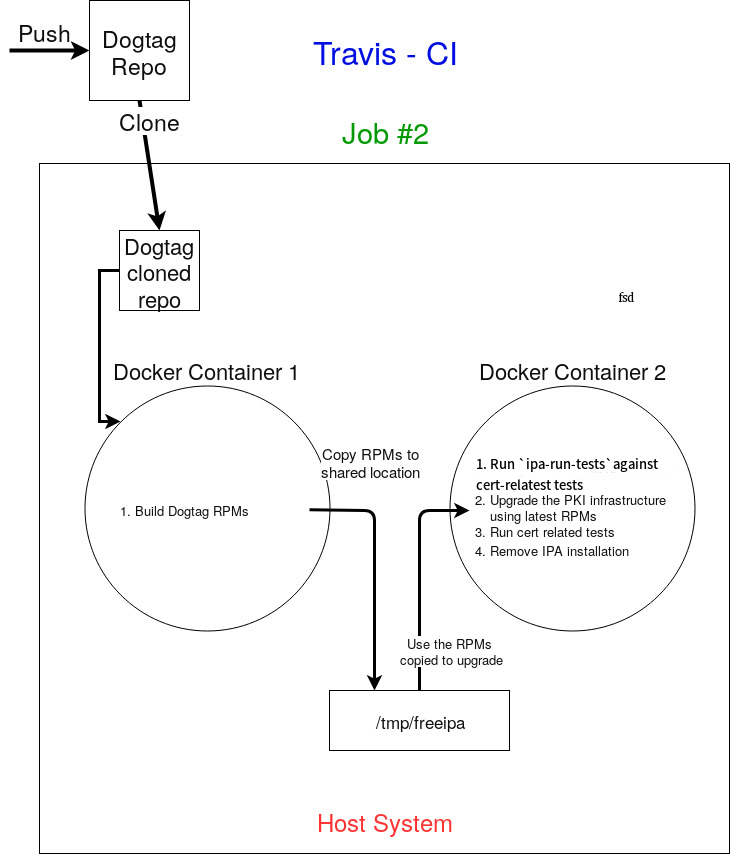 Push
Dogtag
Repo
Travis - CI
Clone
Job #2
Dogtag
cloned
repo
fsd
Docker Container 1
Docker Container 2
Copy RPMs to
shared location
1. Build Dogtag RPMs
1. Run `ipa-run-tests`against
cert-relatest tests
2. Upgrade the PKI infrastructure
using latest RPMs
3. Run cert related tests
4. Remove IPA installation
Use the RPMs
copied to upgrade
/tmp/freeipa
Host System